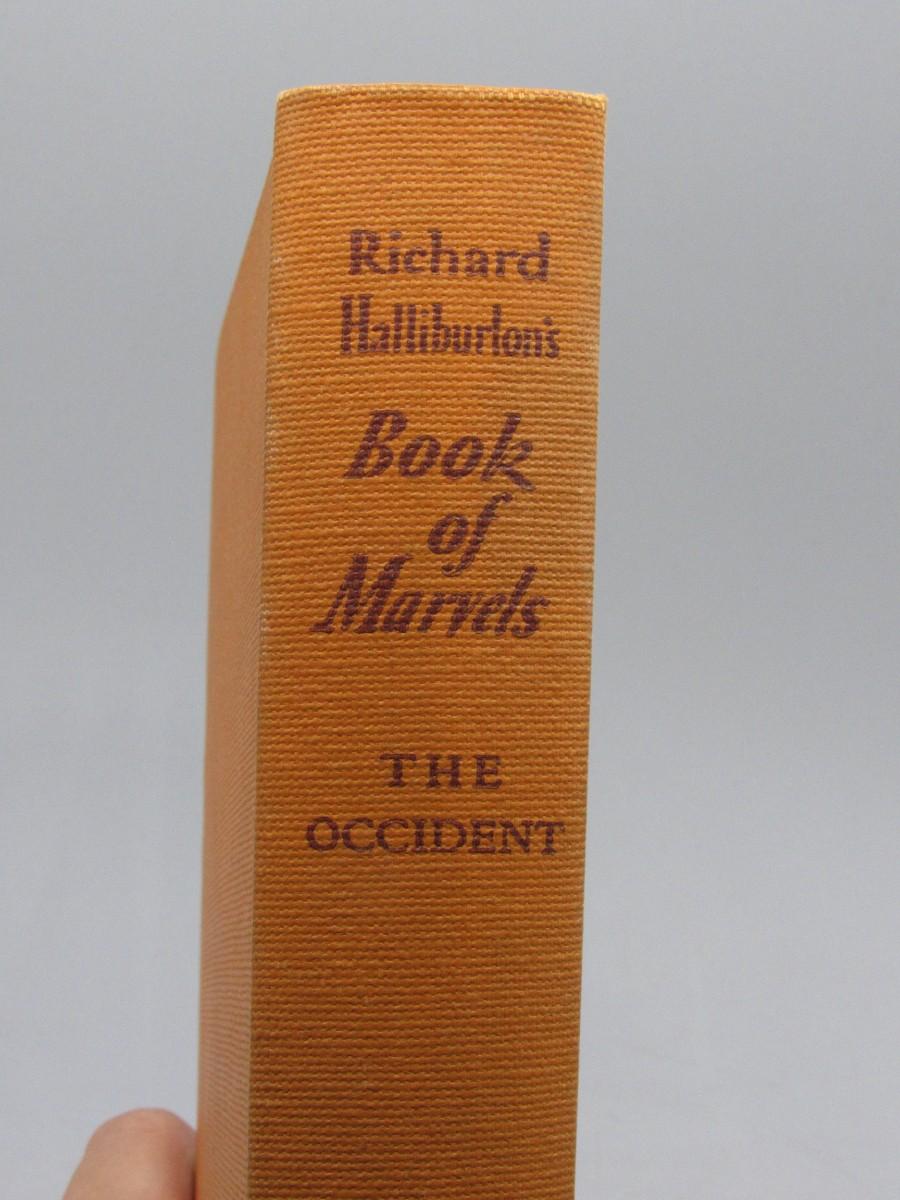 Richard
Halliburton's
Book
of
Marvels
THE
OCCIDENT